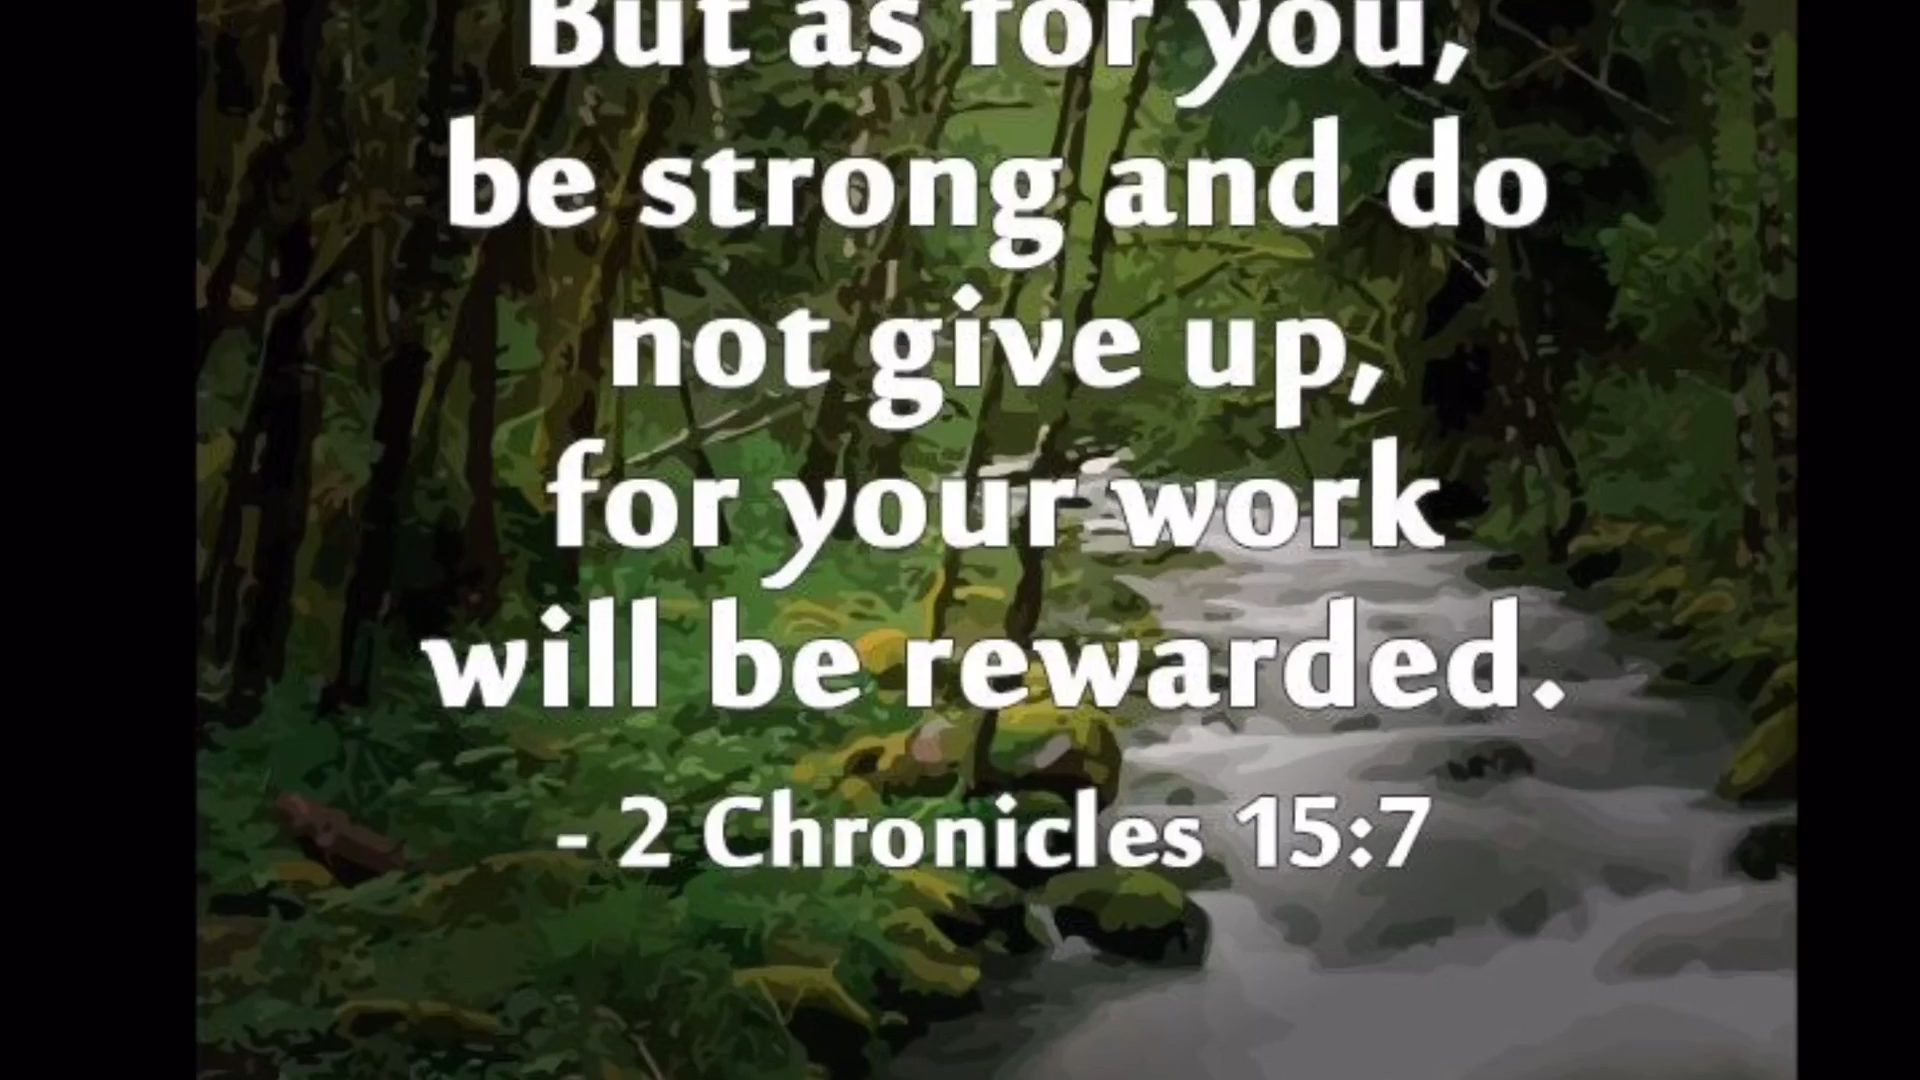 But as for you,
be strong and do
not give up,
for your work
will be rewarded.
- 2 Chronicles 15:7